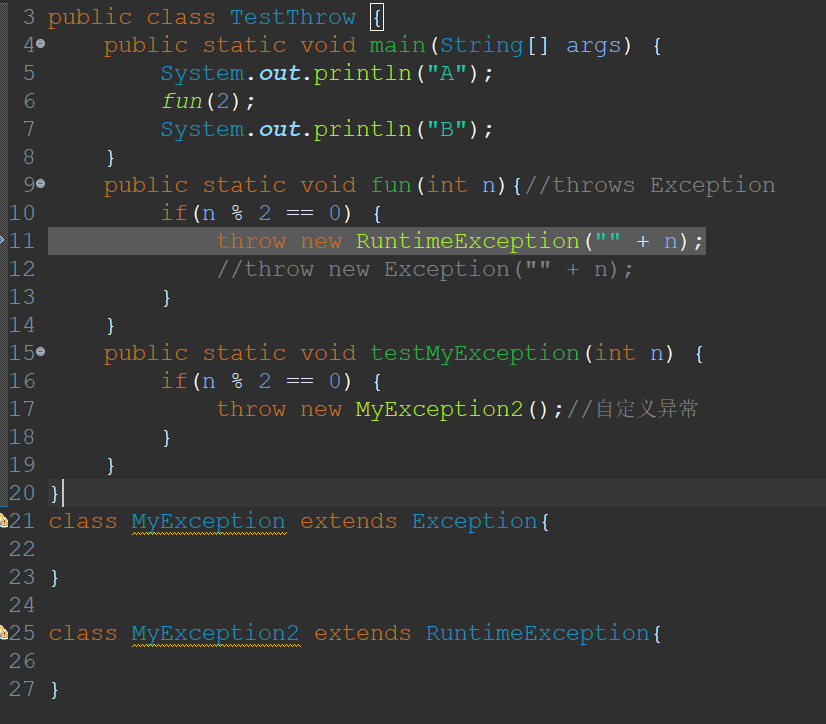 3 public class TestThrow {
4 public static void main(String[] args) {
5 System.out.println("A");
6 fun(2);
7 System.out.println("B");
8 }
9 public static void fun(int n){//throws Exception
10 if(n % 2 == 0) {
11 throw new RuntimeException("" + n);
12 //throw new Exception("" + n);
13 }
14 }
15 public static void testMyException(int n) {
16 if(n % 2 == 0) {
17 throw new MyException2();//自定义异常
18 }
19 }
20 }
21 class MyException extends Exception{
22
23 }
24
25 class MyException2 extends RuntimeException{
26
27 }